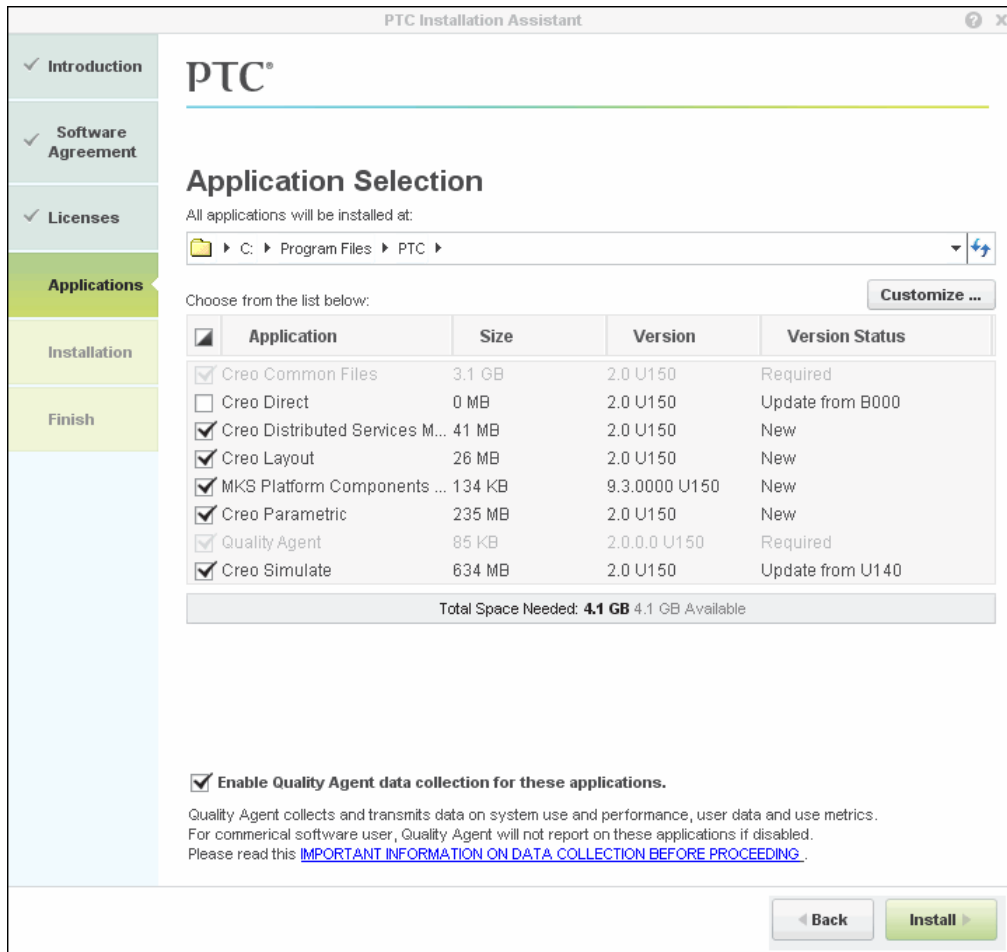 PTC Installation Assistant
Introduction
Software
Agreement
Licenses
Applications
Installation
Finish
PTC®
Application Selection
All applications will be installed at:
C: Program Files PTC
Choose from the list below:
Customize ...
Application Size Version Version Status
Creo Common Files 3.1 GB 2.0 U150 Required
Creo Direct 0 MB 2.0 U150 Update from B000
Creo Distributed Services M... 41 MB 2.0 U150 New
Creo Layout 26 MB 2.0 U150 New
MKS Platform Components ... 134 KB 9.3.0000 U150 New
Creo Parametric 235 MB 2.0 U150 New
Quality Agent 85 KB 2.0.0.0 U150 Required
Creo Simulate 634 MB 2.0 U150 Update from U140
Total Space Needed: 4.1 GB 4.1 GB Available
Enable Quality Agent data collection for these applications.
Quality Agent collects and transmits data on system use and performance, user data and use metrics.
For commerical software user, Quality Agent will not report on these applications if disabled.
Please read this IMPORTANT INFORMATION ON DATA COLLECTION BEFORE PROCEEDING .
Back
Install